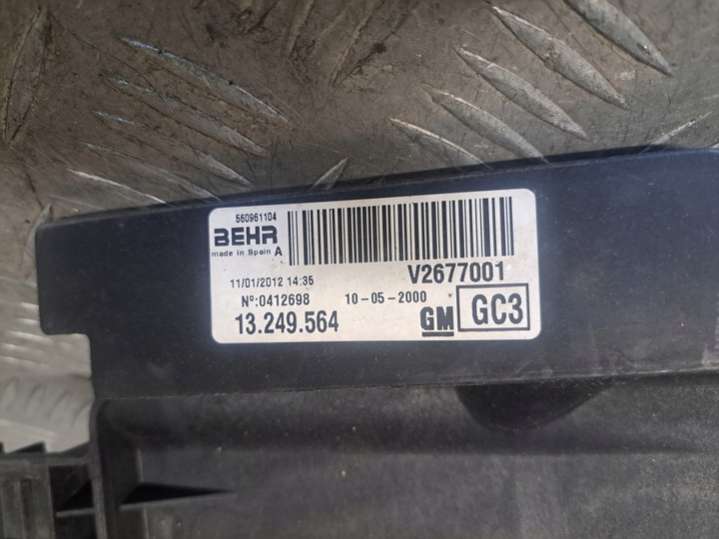 560961104
BEHR
made in Spain A
V2677001
11/01/2012 14:35
Nº:0412698 10-05-2000
13.249.564
GM GC3